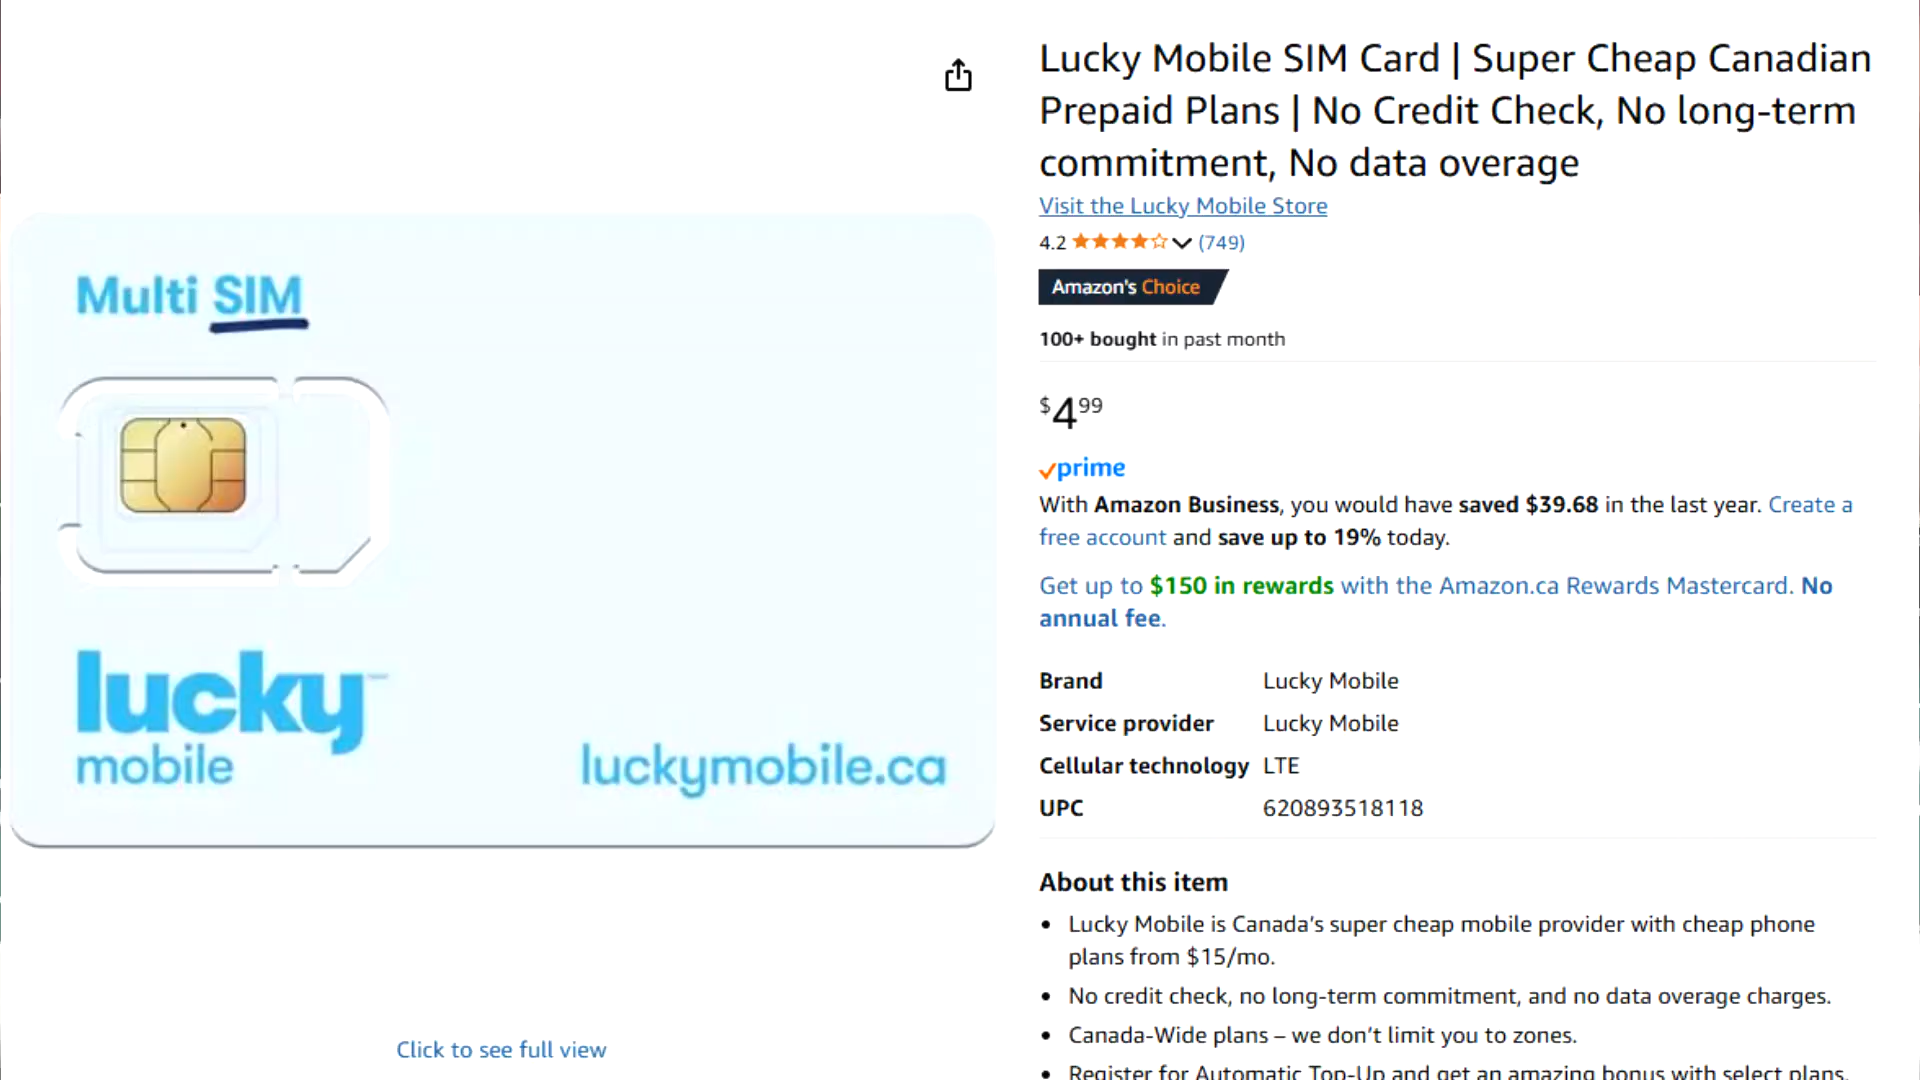 Multi SIM
lucky™
mobile
luckymobile.ca
Click to see full view
Lucky Mobile SIM Card | Super Cheap Canadian
Prepaid Plans | No Credit Check, No long-term
commitment, No data overage
Visit the Lucky Mobile Store
4.2 (749)
Amazon's Choice
100+ bought in past month
$499
prime
With Amazon Business, you would have saved $39.68 in the last year. Create a
free account and save up to 19% today.
Get up to $150 in rewards with the Amazon.ca Rewards Mastercard. No
annual fee.
Brand Lucky Mobile
Service provider Lucky Mobile
Cellular technology LTE
UPC 620893518118
About this item
• Lucky Mobile is Canada’s super cheap mobile provider with cheap phone
plans from $15/mo.
• No credit check, no long-term commitment, and no data overage charges.
• Canada-Wide plans – we don’t limit you to zones.
• Register for Automatic Top-Up and get an amazing bonus with select plans.